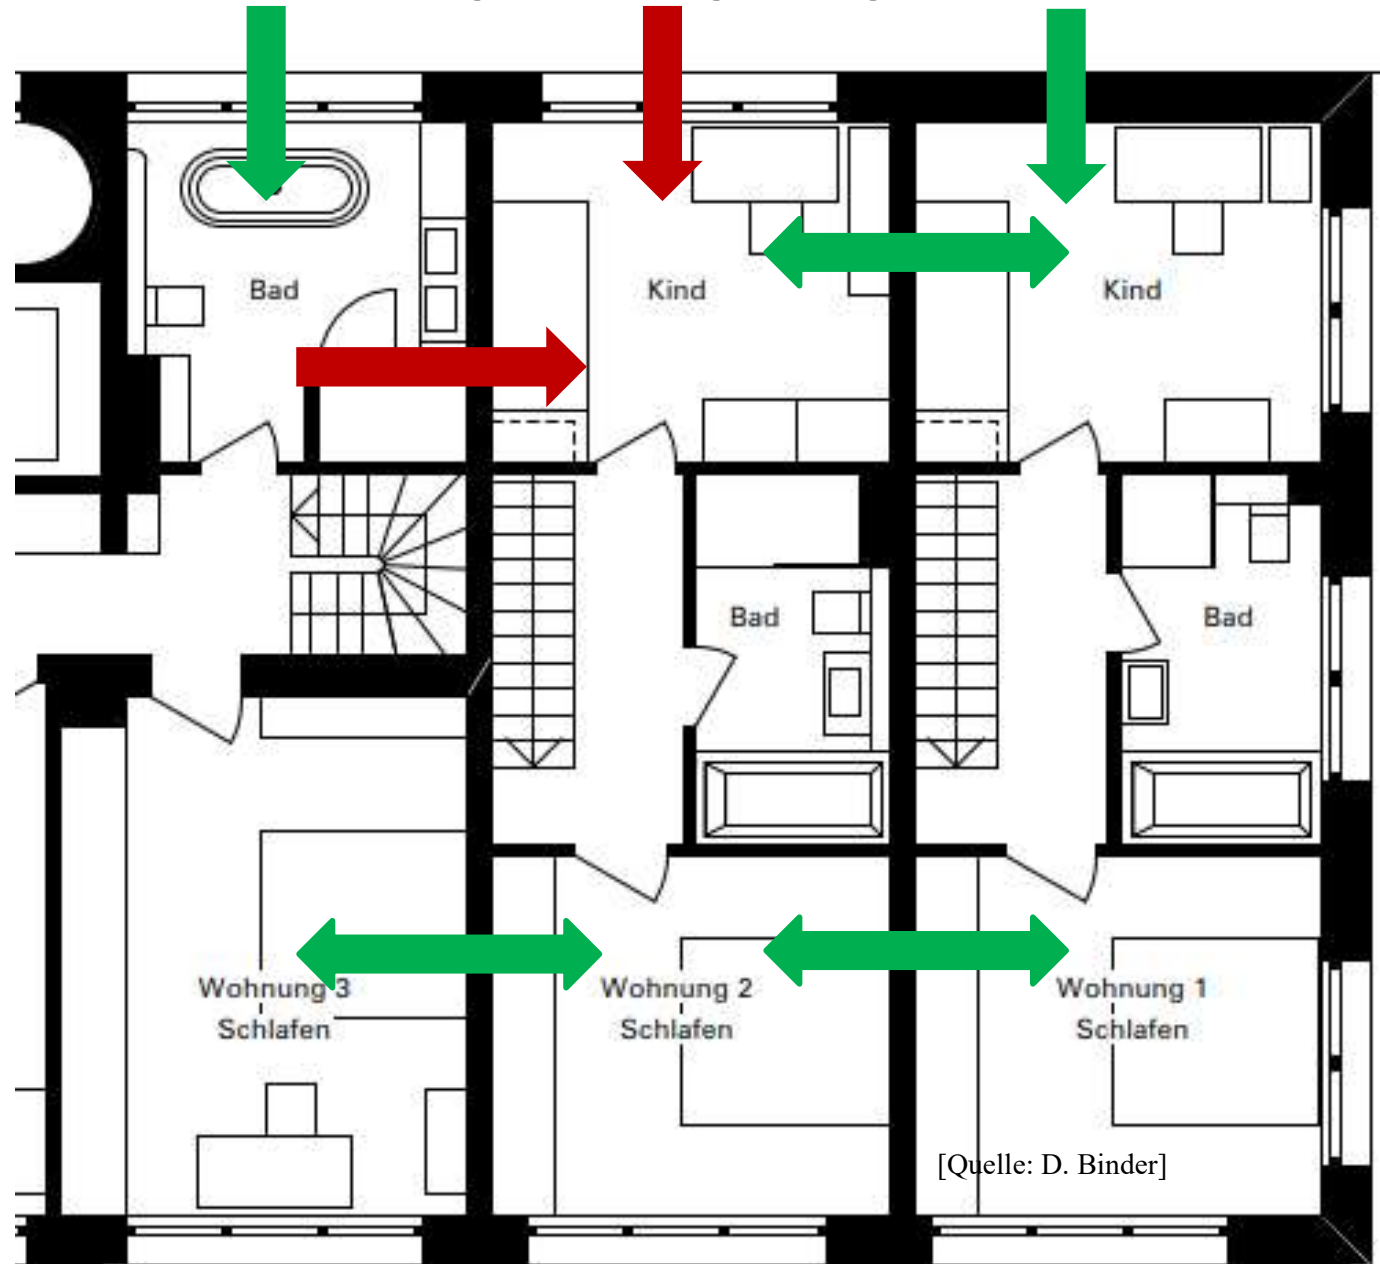 Bad
Kind
Kind
Bad
Bad
Wohnung 3
Schlafen
Wohnung 2
Schlafen
Wohnung 1
Schlafen
[Quelle: D. Binder]